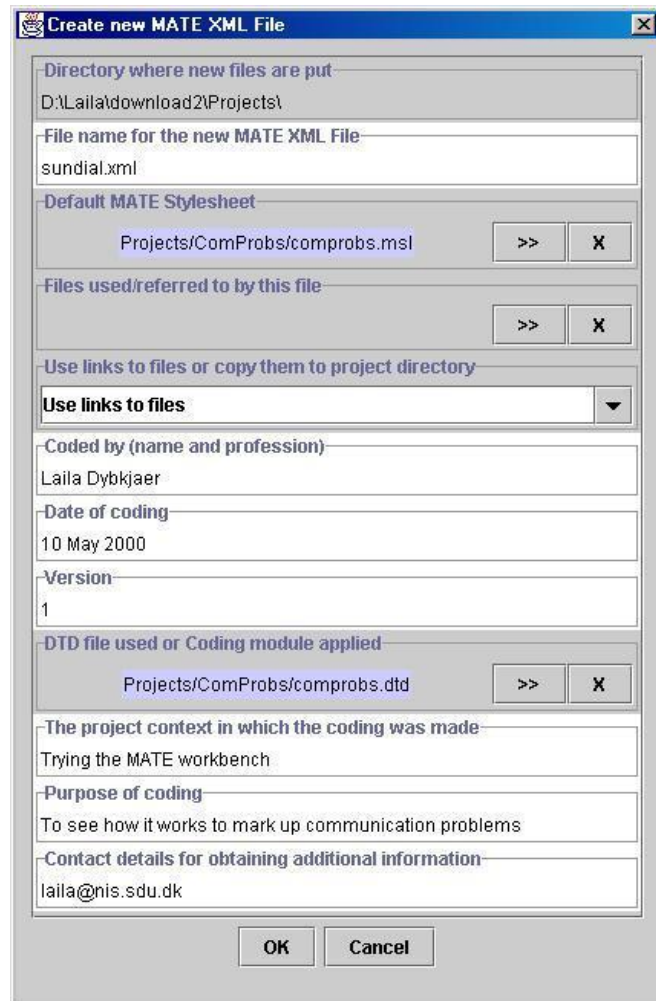 Create new MATE XML File
Directory where new files are put
D:\Laila\download2\Projects\
File name for the new MATE XML File
sundial.xml
Default MATE Stylesheet
Projects/ComProbs/comprobs.msl >> X
Files used/referred to by this file
>> X
Use links to files or copy them to project directory
Use links to files
Coded by (name and profession)
Laila Dybkjaer
Date of coding
10 May 2000
Version
1
DTD file used or Coding module applied
Projects/ComProbs/comprobs.dtd >> X
The project context in which the coding was made
Trying the MATE workbench
Purpose of coding
To see how it works to mark up communication problems
Contact details for obtaining additional information
laila@nis.sdu.dk
OK Cancel